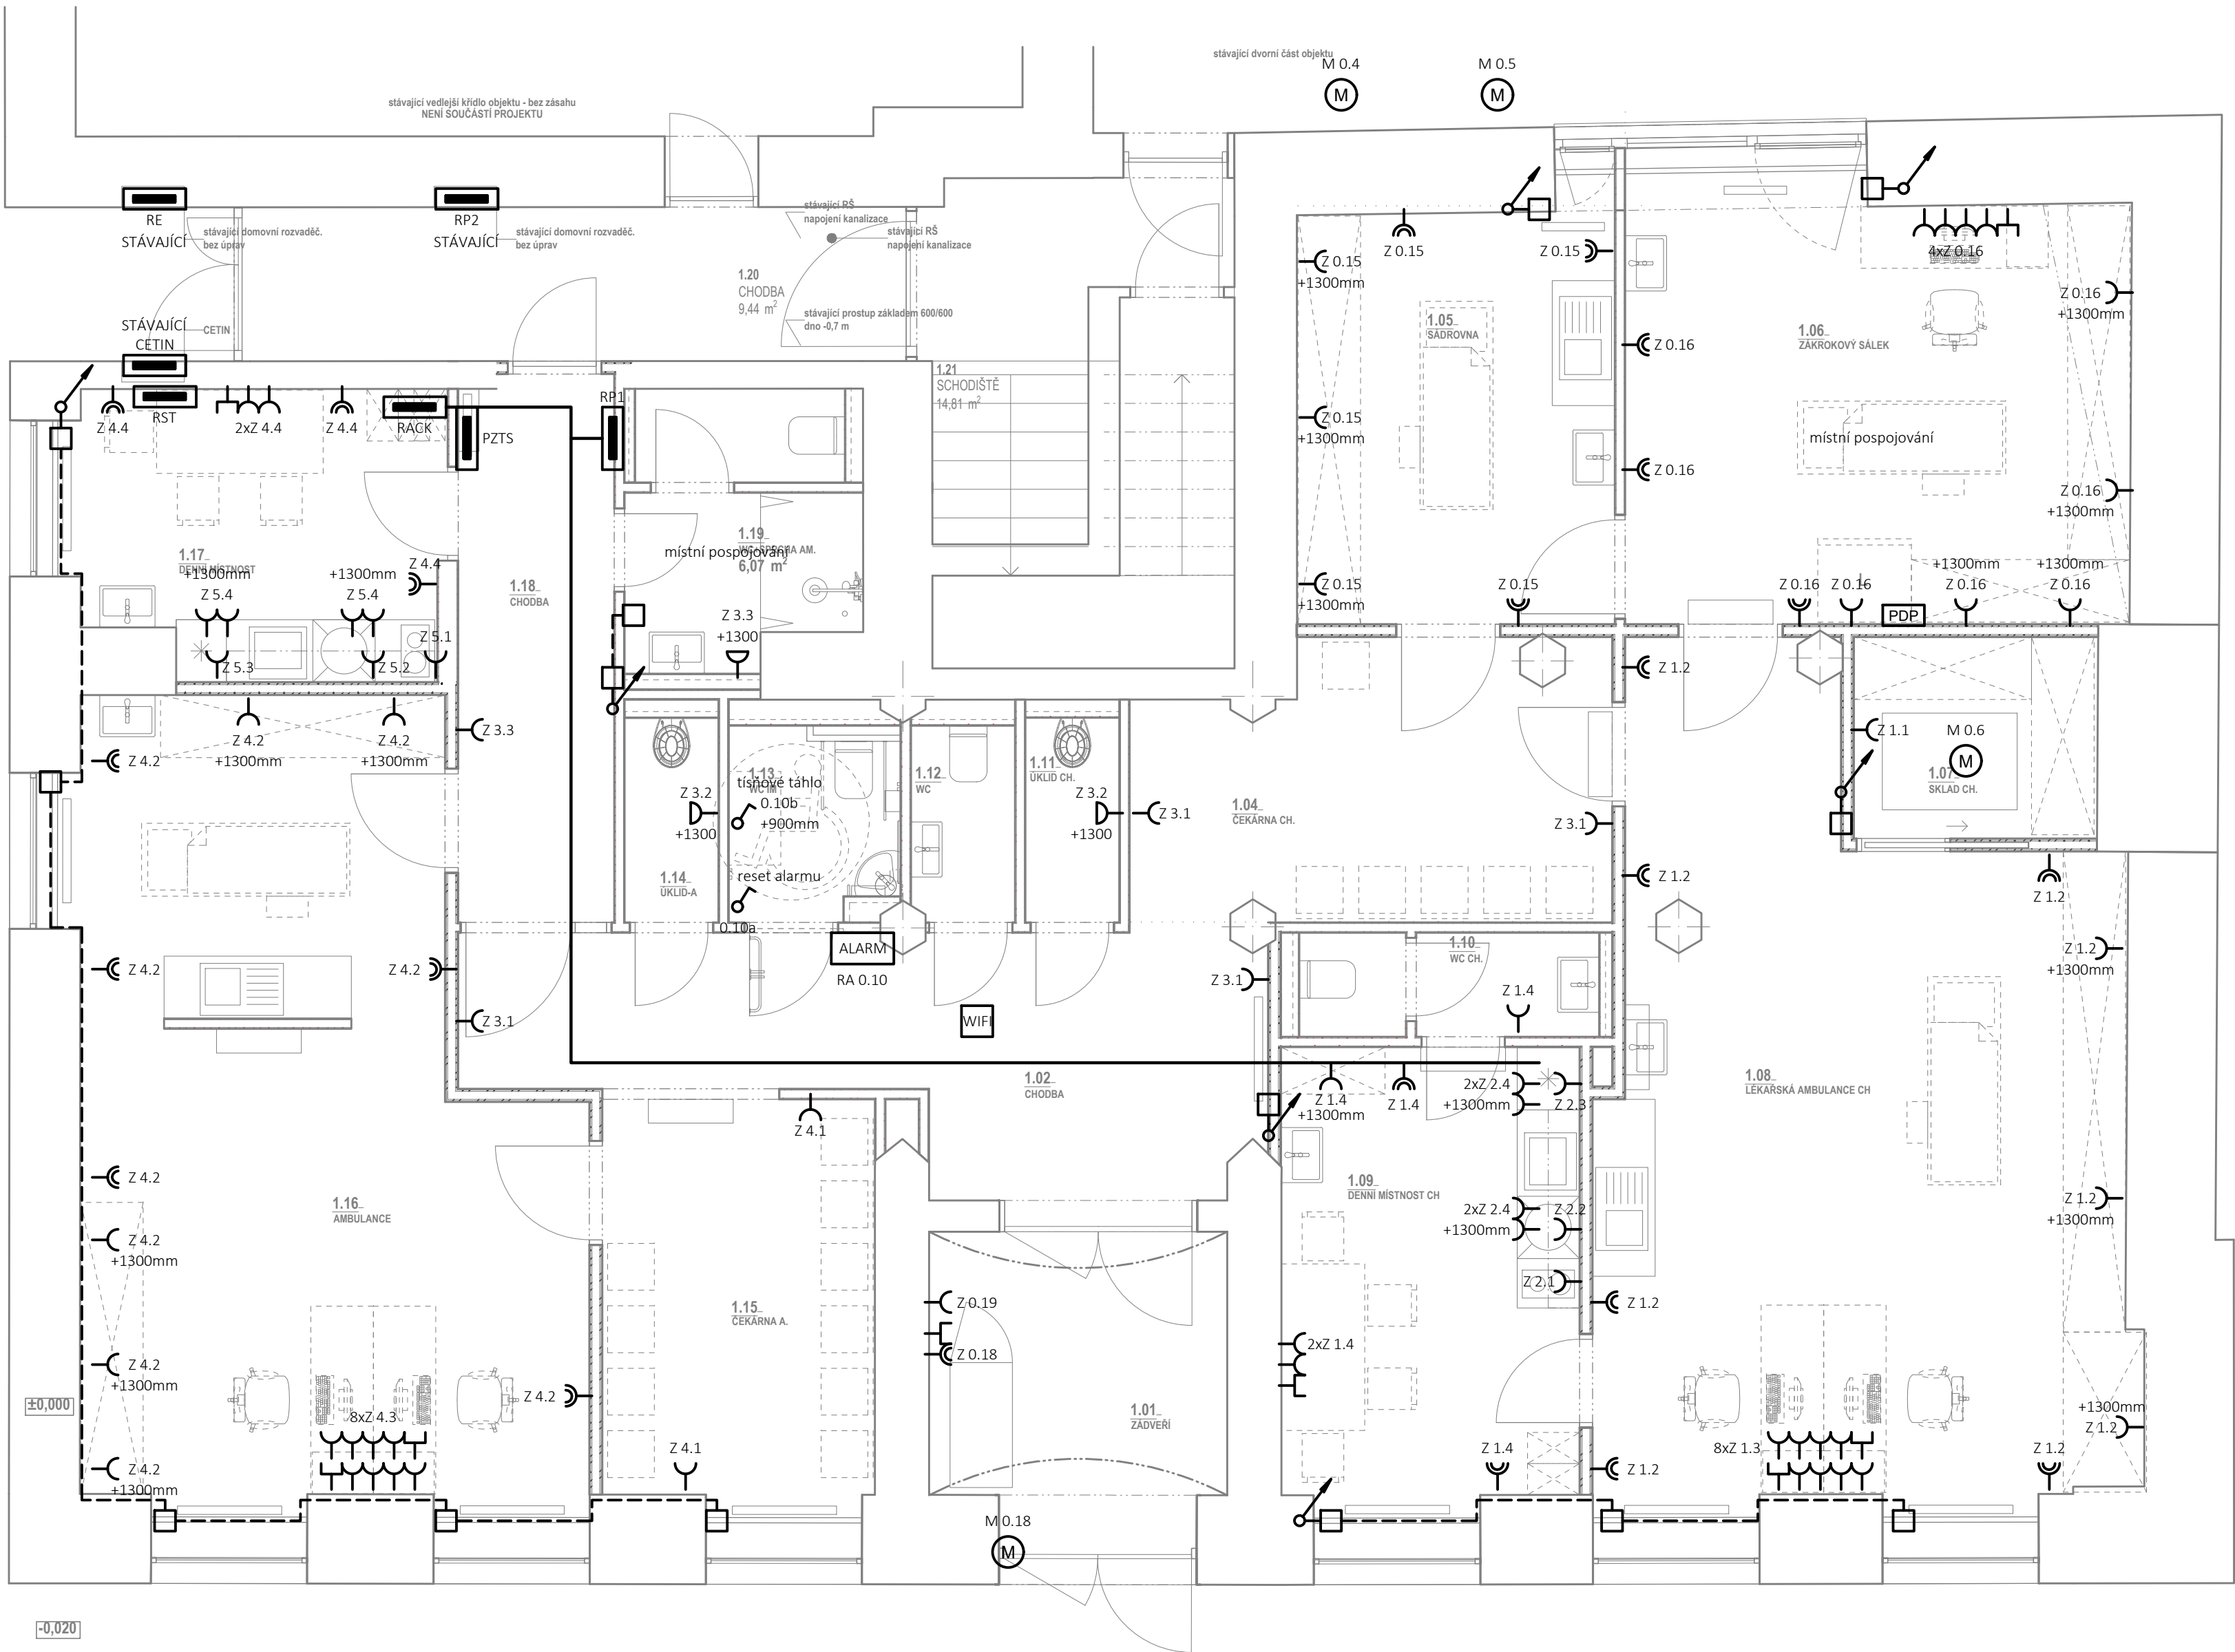 stávající dvorní část objektu
M 0.4
M
M 0.5
M
stávající vedlejší křídlo objektu - bez zásahu
NENÍ SOUČÁSTÍ PROJEKTU
RE
STÁVAJÍCÍ
stávající domovní rozvaděč.
bez úprav
RP2
STÁVAJÍCÍ
stávající domovní rozvaděč.
bez úprav
stávající RŠ
napojení kanalizace
stávající RŠ
napojení kanalizace
1.20
CHODBA
9,44 m²
stávající prostup základem 600/600
dno -0,7 m
STÁVAJÍCÍ
CETIN
CETIN
RST
Z 4.4
2xZ 4.4
Z 4.4
RACK
PZTS
RP1
1.21
SCHODIŠTĚ
14,81 m²
Z 0.15
+1300mm
Z 0.15
Z 0.15
1.05
SÁDROVNA
Z 0.15
+1300mm
Z 0.15
+1300mm
Z 0.15
4xZ 0.16
Z 0.16
+1300mm
1.06
ZÁKROKOVÝ SÁLEK
Z 0.16
místní pospojování
Z 0.16
Z 0.16
+1300mm
Z 0.16
Z 0.16
PDP
+1300mm
Z 0.16
+1300mm
Z 0.16
1.17
DENNÍ MÍSTNOST
+1300mm
Z 5.4
+1300mm
Z 5.4
Z 4.4
Z 5.3
Z 5.2
Z 5.1
1.18
CHODBA
1.19
WC+SPRCHA AM.
6,07 m²
místní pospojování
Z 3.3
+1300
Z 3.3
Z 4.2
Z 4.2
+1300mm
Z 4.2
+1300mm
Z 3.2
+1300
1.14
ÚKLID-A
1.13
WC IM
tísňové táhlo
0.10b
+900mm
reset alarmu
0.10a
ALARM
RA 0.10
1.12
WC
1.11
ÚKLID CH.
Z 3.2
+1300
Z 3.1
1.04
ČEKÁRNA CH.
Z 3.1
Z 1.2
Z 1.2
Z 1.1
M 0.6
M
1.07
SKLAD CH.
Z 1.2
Z 1.2
+1300mm
Z 4.2
Z 4.2
Z 3.1
WIFI
Z 3.1
1.10
WC CH.
Z 1.4
1.02
CHODBA
Z 1.4
+1300mm
Z 1.4
2xZ 2.4
+1300mm
Z 2.3
1.08
LÉKAŘSKÁ AMBULANCE CH
Z 4.1
Z 4.2
1.16
AMBULANCE
Z 4.2
+1300mm
1.09
DENNÍ MÍSTNOST CH
2xZ 2.4
+1300mm
Z 2.2
Z 2.1
Z 1.2
+1300mm
Z 1.2
1.15
ČEKÁRNA A.
Z 0.19
Z 0.18
2xZ 1.4
Z 4.2
+1300mm
±0,000
8xZ 4.3
Z 4.2
1.01
ZÁDVEŘÍ
Z 4.2
+1300mm
Z 4.1
Z 1.4
Z 1.2
8xZ 1.3
Z 1.2
+1300mm
Z 1.2
M 0.18
M
-0,020